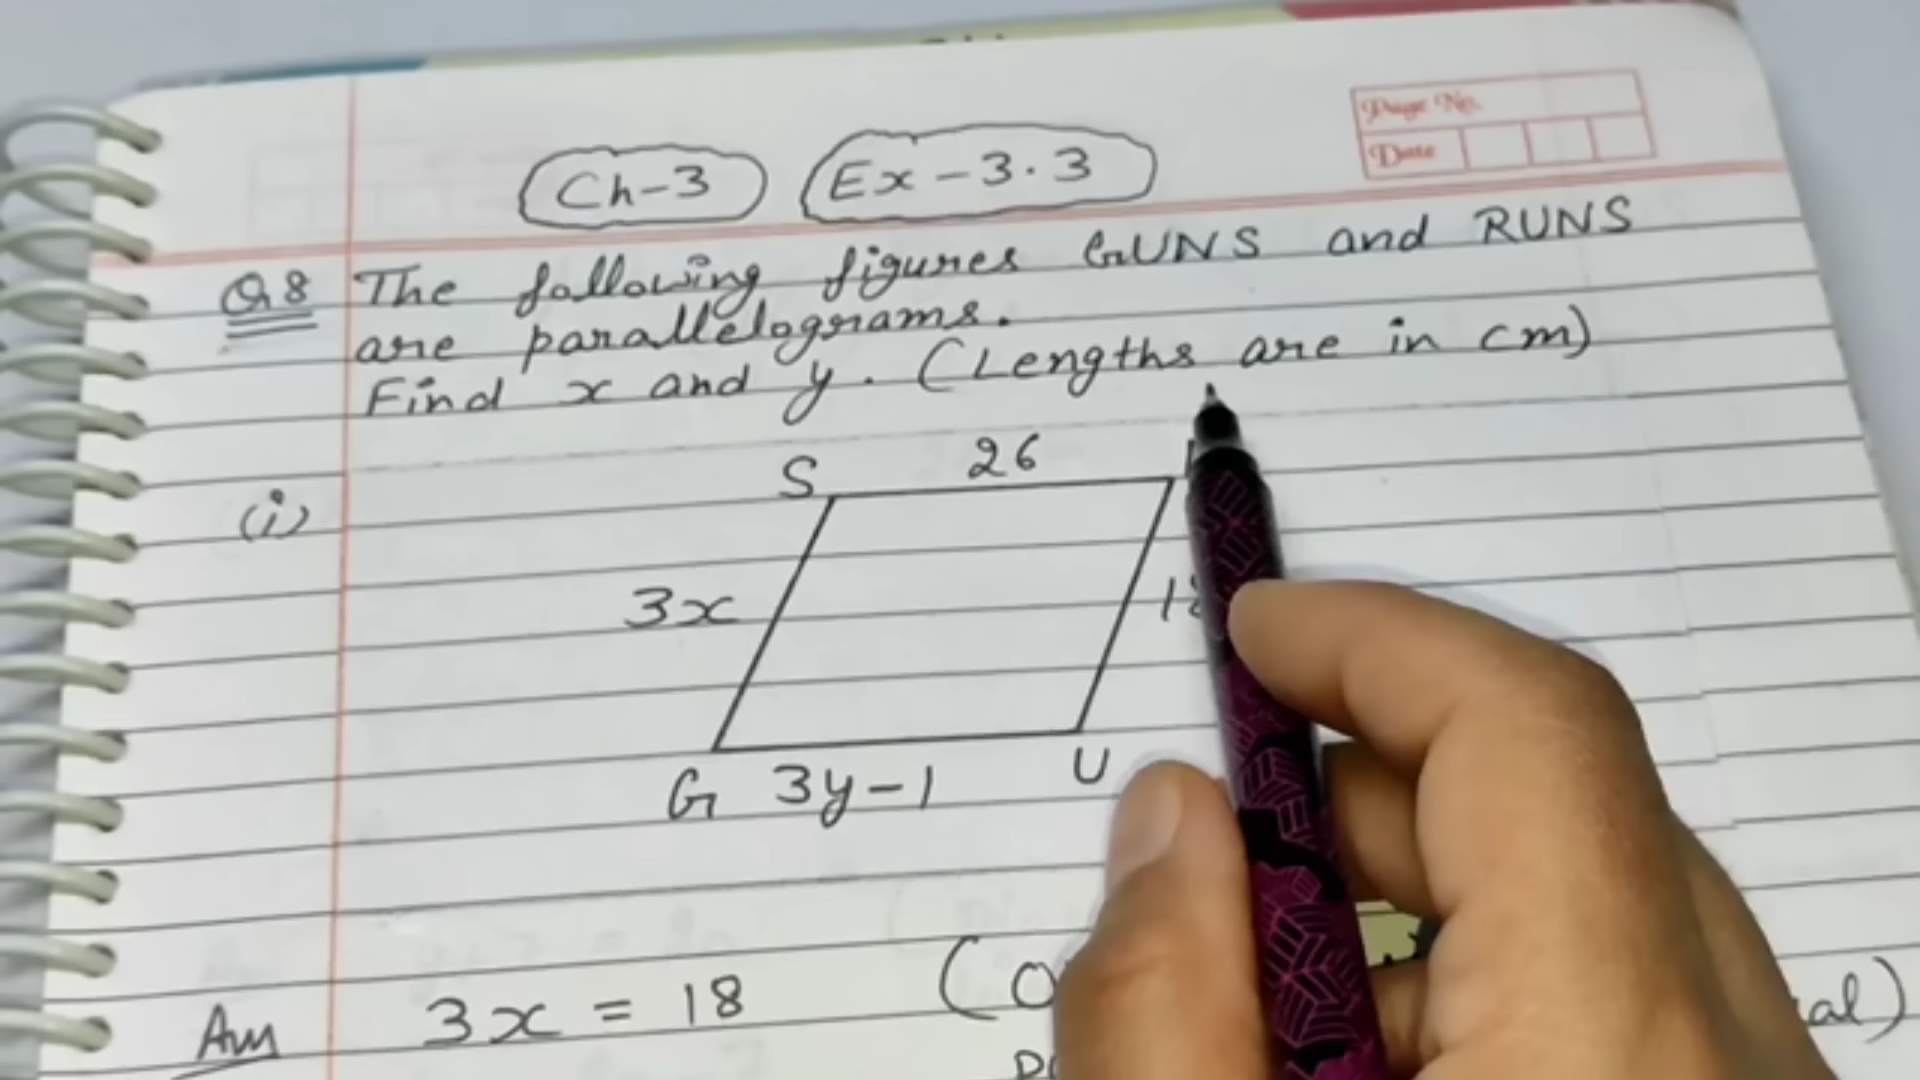 Page No.
Date
Ch-3 Ex-3.3
Q.8 The following figures GUNS and RUNS
are parallelograms.
Find x and y. (Lengths are in cm)
(i)
S 26
3x
G 3y-1 U
Ans 3x = 18